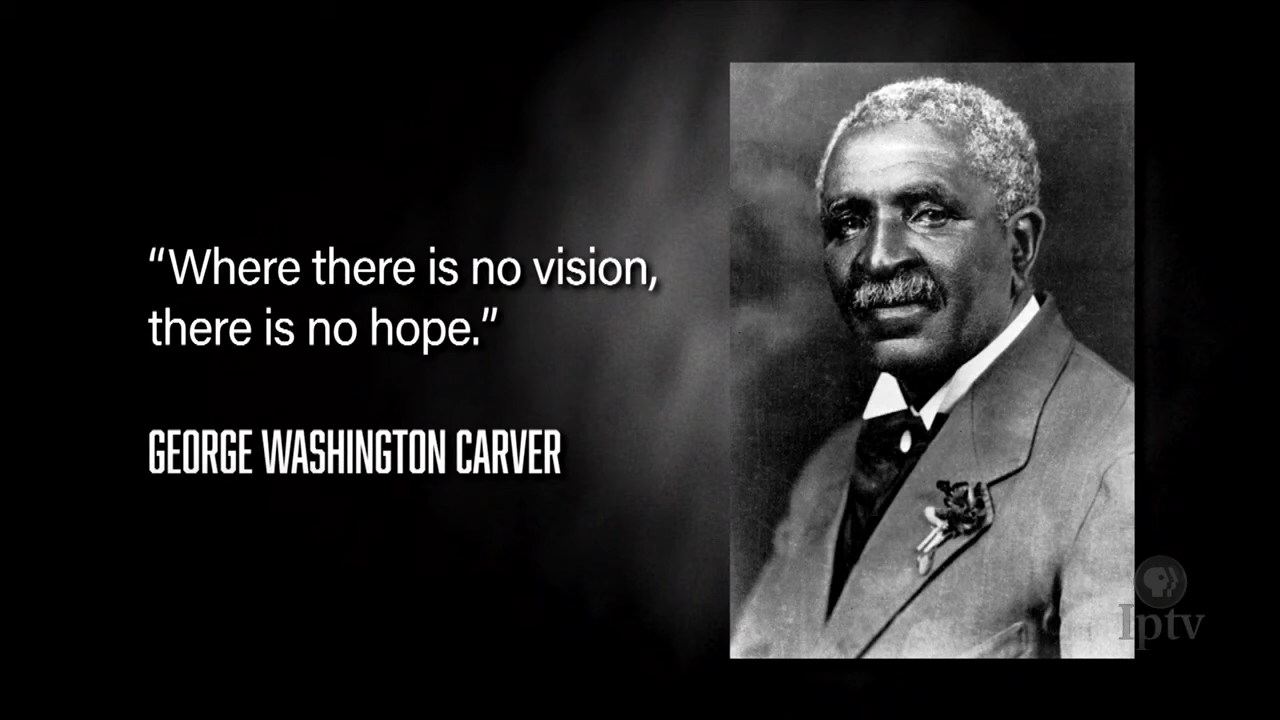 “Where there is no vision,
there is no hope.”
GEORGE WASHINGTON CARVER
Iptv